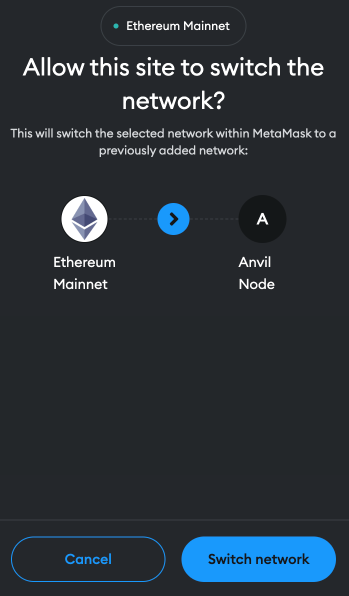 Ethereum Mainnet
Allow this site to switch the
network?
This will switch the selected network within MetaMask to a
previously added network:
A
Ethereum
Mainnet
Anvil
Node
Cancel
Switch network